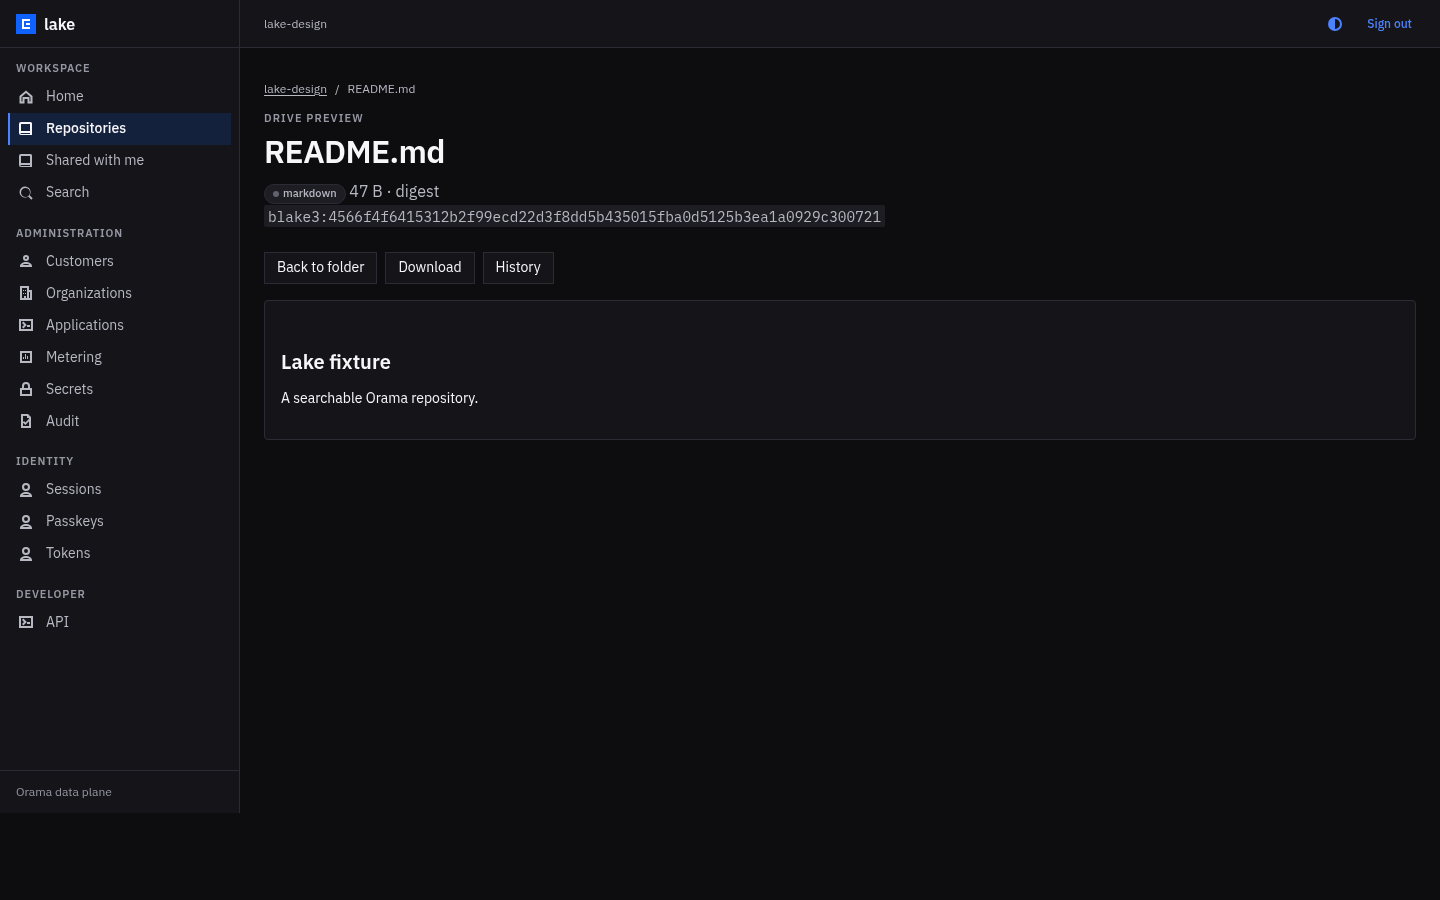 lake
lake-design
Sign out
WORKSPACE
Home
Repositories
Shared with me
Search
ADMINISTRATION
Customers
Organizations
Applications
Metering
Secrets
Audit
IDENTITY
Sessions
Passkeys
Tokens
DEVELOPER
API
Orama data plane
lake-design / README.md
DRIVE PREVIEW
README.md
markdown 47 B · digest
blake3:4566f4f6415312b2f99ecd22d3f8dd5b435015fba0d5125b3ea1a0929c300721
Back to folder
Download
History
Lake fixture
A searchable Orama repository.